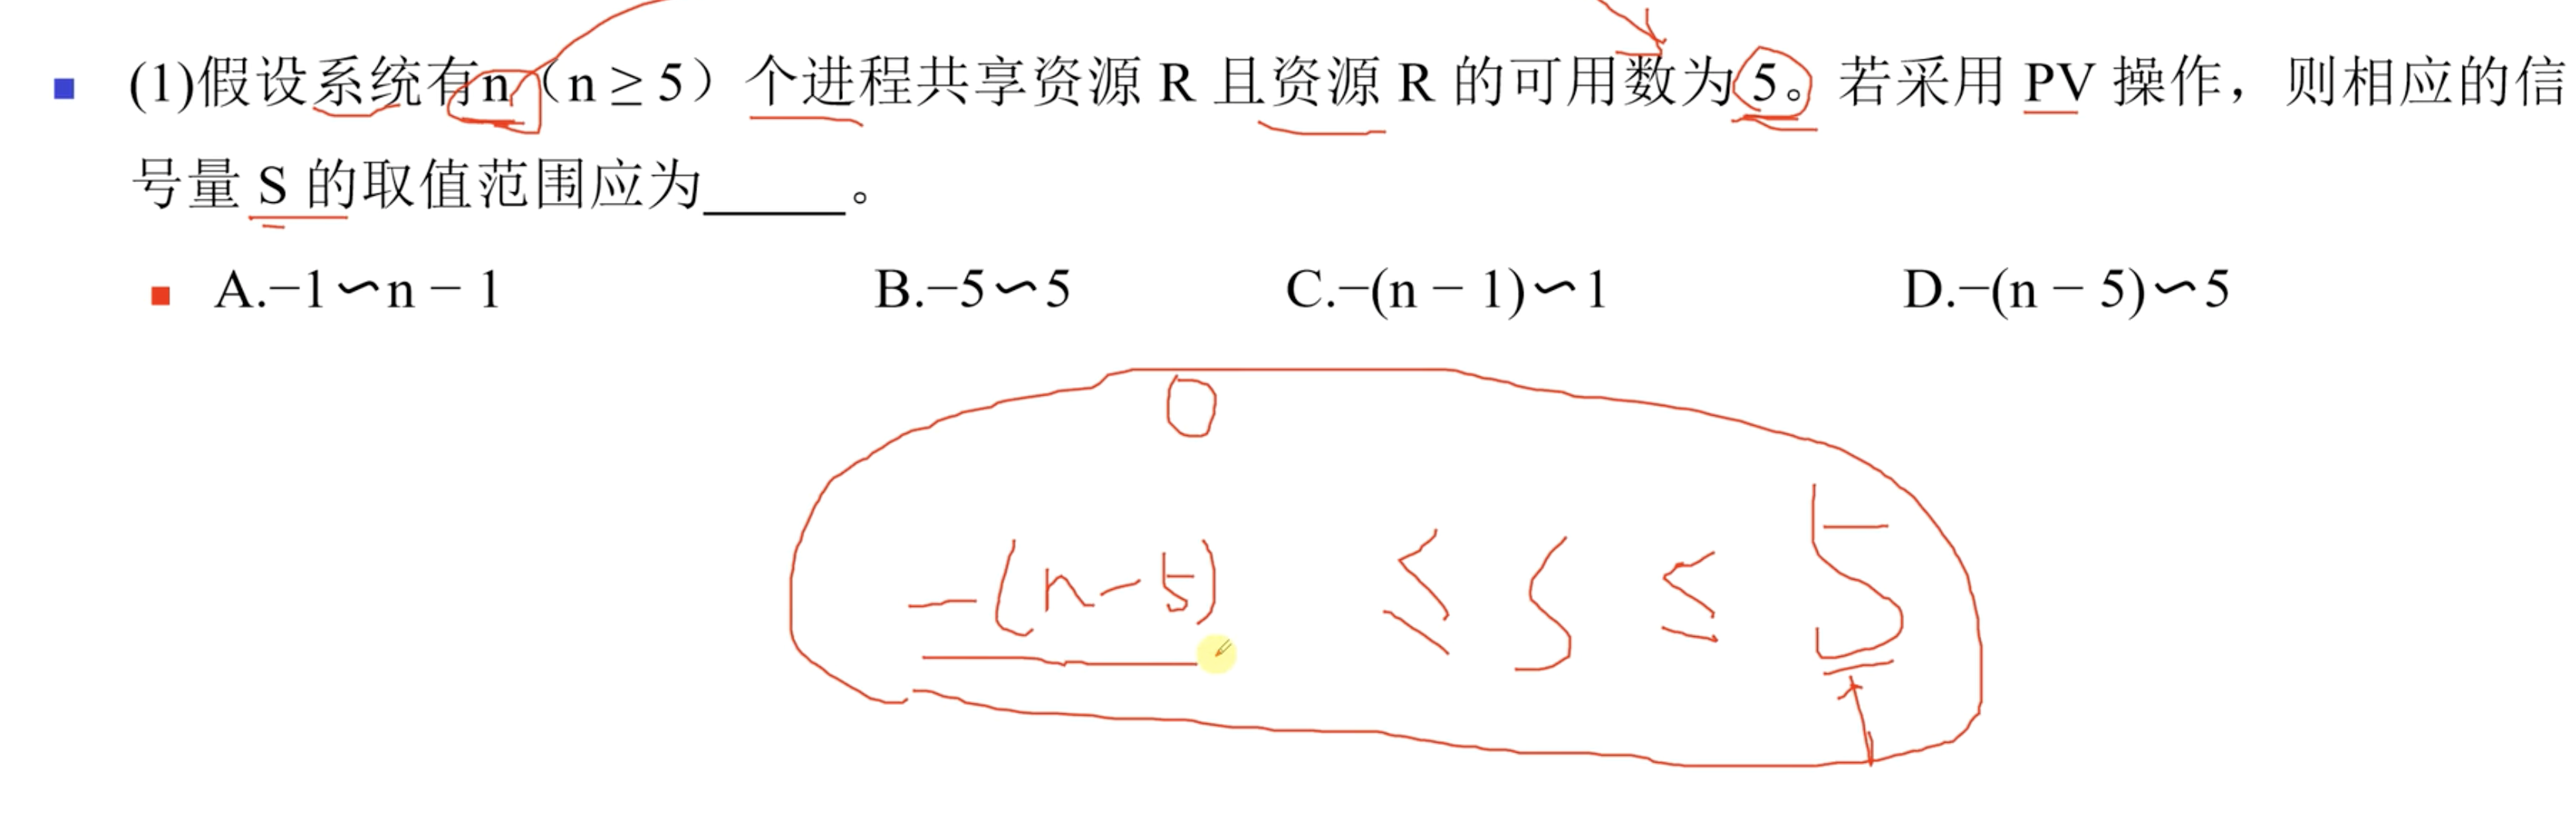 (1)假设系统有n（n ≥ 5）个进程共享资源 R 且资源 R 的可用数为 5。若采用 PV 操作，则相应的信
号量 S 的取值范围应为_____。
A.−1∽n − 1 B.−5∽5 C.−(n − 1)∽1 D.−(n − 5)∽5
0
−(n−5) ≤ S ≤ 5